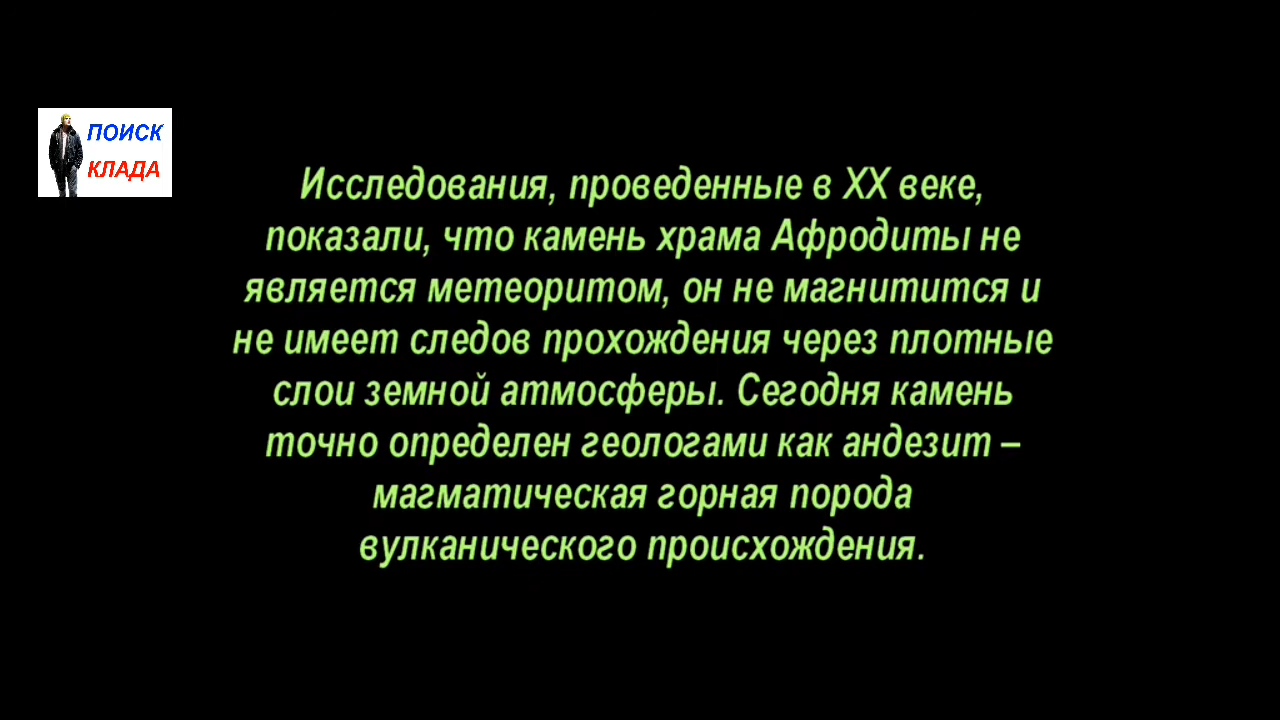 ПОИСК
КЛАДА
Исследования, проведенные в XX веке,
показали, что камень храма Афродиты не
является метеоритом, он не магнитится и
не имеет следов прохождения через плотные
слои земной атмосферы. Сегодня камень
точно определен геологами как андезит –
магматическая горная порода
вулканического происхождения.